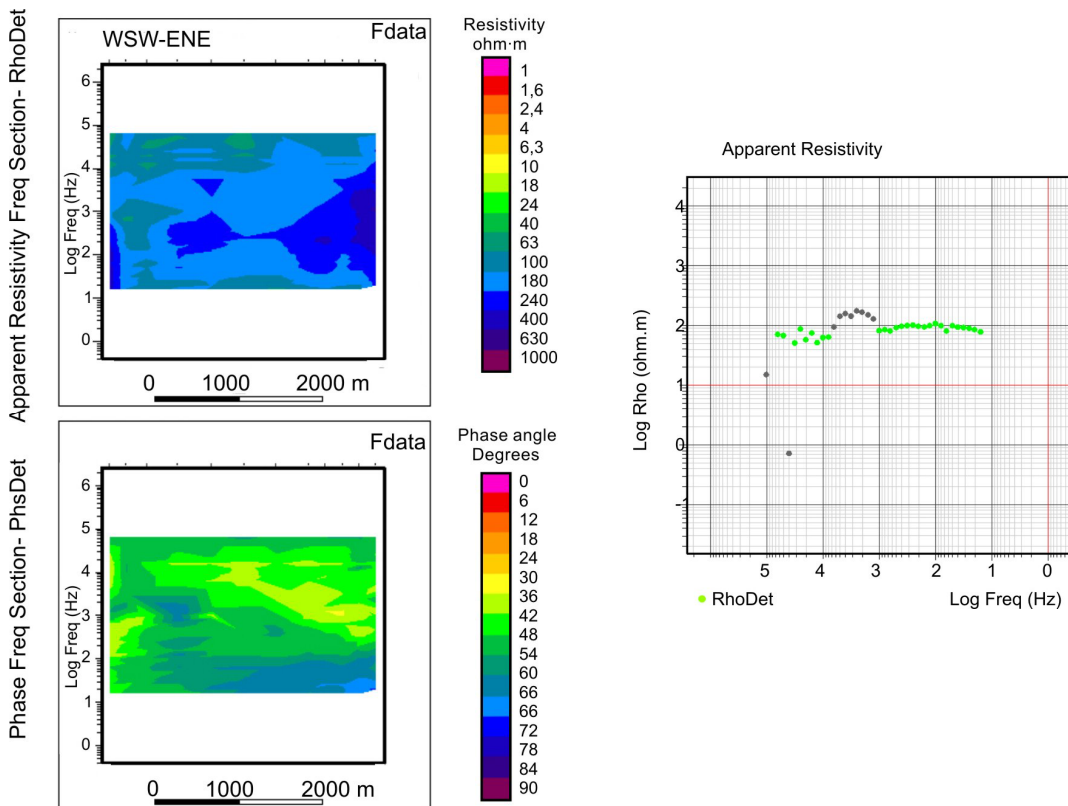 Apparent Resistivity Freq Section- RhoDet
WSW-ENE
Fdata
Log Freq (Hz)
6
5
4
3
2
1
0
0 1000 2000 m
Resistivity
ohm·m
1
1,6
2,4
4
6,3
10
18
24
40
63
100
180
240
400
630
1000
Phase Freq Section- PhsDet
Fdata
Log Freq (Hz)
6
5
4
3
2
1
0
0 1000 2000 m
Phase angle
Degrees
0
6
12
18
24
30
36
42
48
54
60
66
72
78
84
90
Apparent Resistivity
Log Rho (ohm.m)
4
3
2
1
0
-1
5 4 3 2 1 0
RhoDet
Log Freq (Hz)